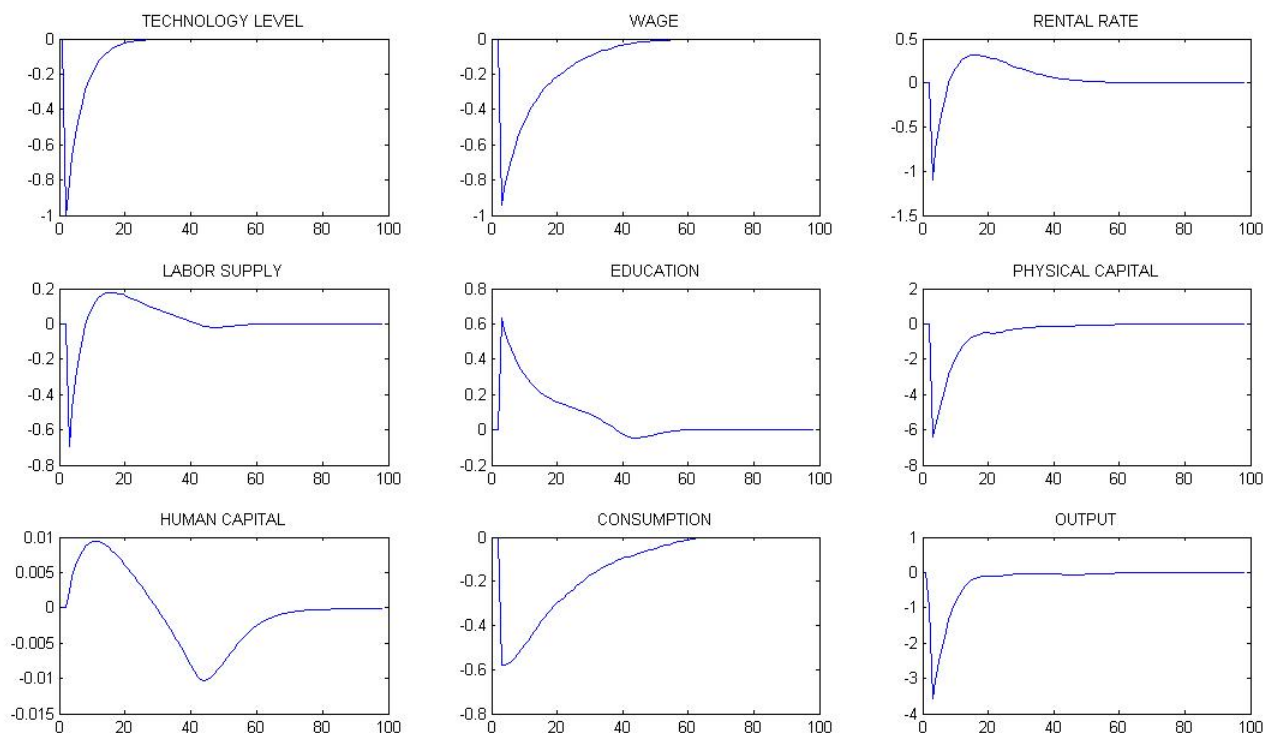 TECHNOLOGY LEVEL
0
-0.2
-0.4
-0.6
-0.8
-1
0 20 40 60 80 100
WAGE
0
-0.2
-0.4
-0.6
-0.8
-1
0 20 40 60 80 100
RENTAL RATE
0.5
0
-0.5
-1
-1.5
0 20 40 60 80 100
LABOR SUPPLY
0.2
0
-0.2
-0.4
-0.6
-0.8
0 20 40 60 80 100
EDUCATION
0.8
0.6
0.4
0.2
0
0.2
0 20 40 60 80 100
PHYSICAL CAPITAL
2
0
-2
-4
-6
-8
0 20 40 60 80 100
HUMAN CAPITAL
0.01
0.005
0
-0.005
-0.01
-0.015
0 20 40 60 80 100
CONSUMPTION
0
-0.2
-0.4
-0.6
-0.8
0 20 40 60 80 100
OUTPUT
1
0
-1
-2
-3
-4
0 20 40 60 80 100